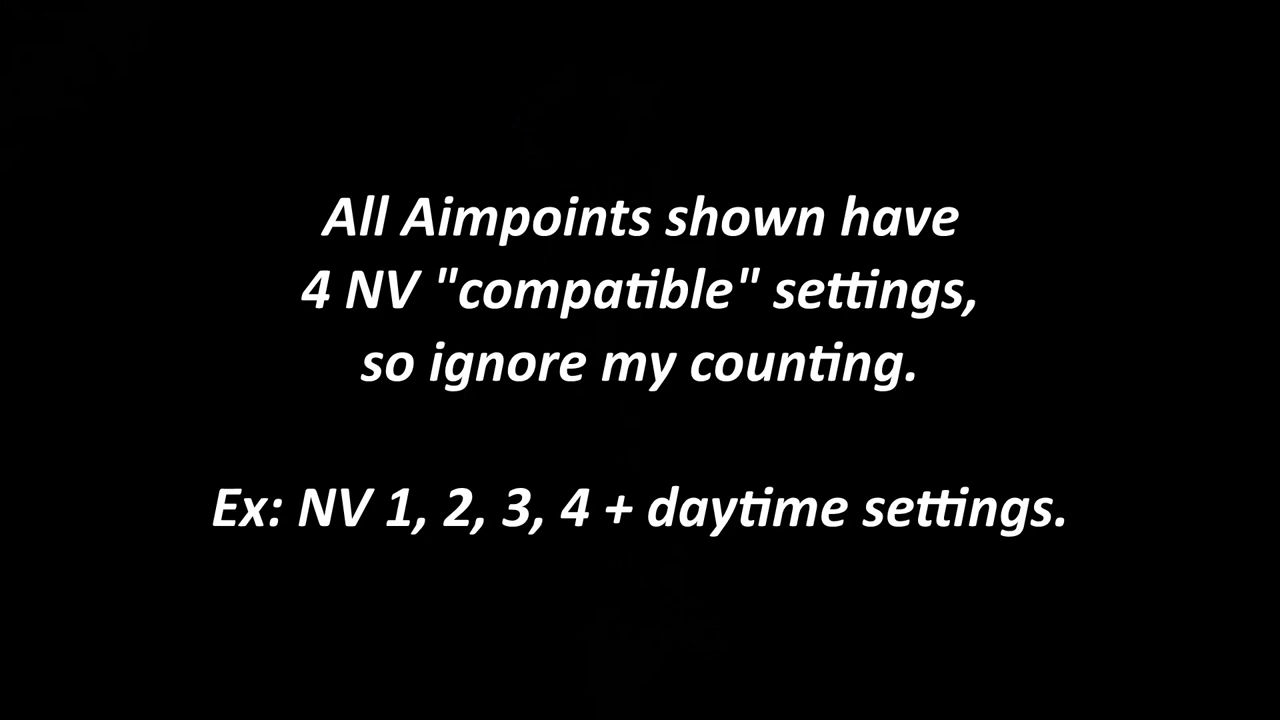 All Aimpoints shown have
4 NV "compatible" settings,
so ignore my counting.
Ex: NV 1, 2, 3, 4 + daytime settings.